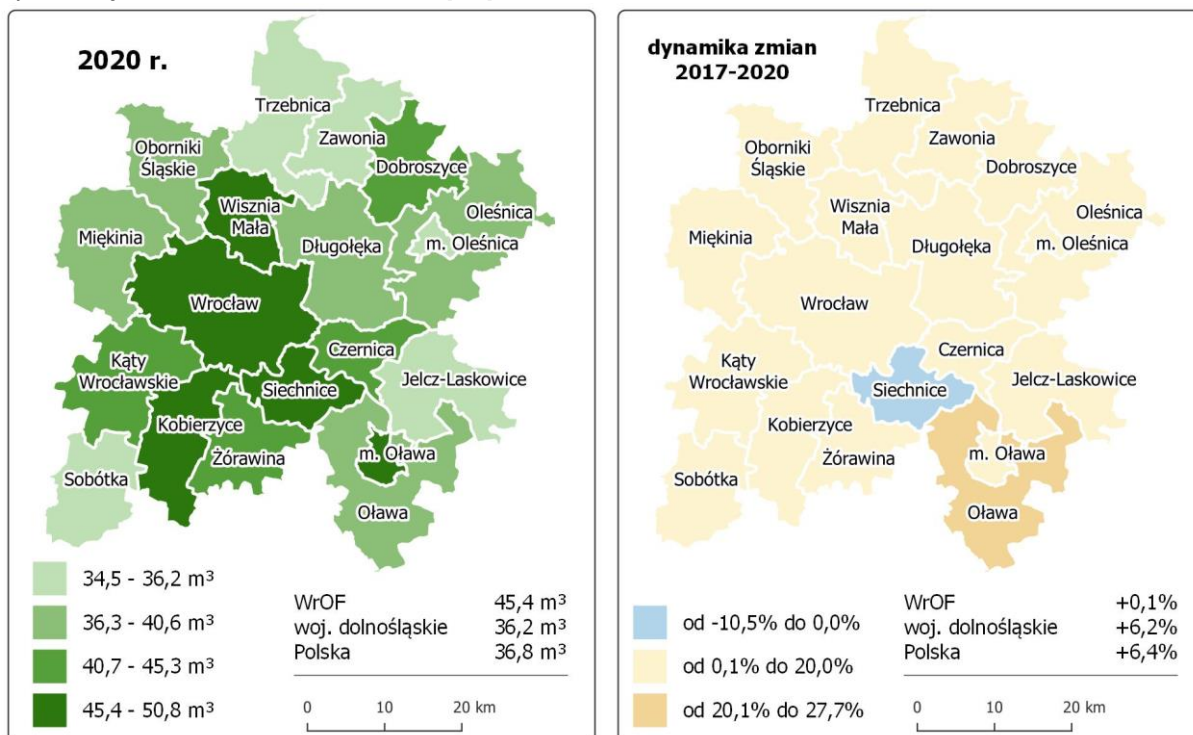 2020 r.
Trzebnica
Zawonia
Oborniki
Śląskie
Dobroszyce
Wisznia
Mała
Oleśnica
Miękinia
Długołęka
m. Oleśnica
Wrocław
Czernica
Kąty
Wrocławskie
Siechnice
Jelcz-Laskowice
Kobierzyce
Żórawina
m. Oława
Sobótka
Oława
34,5 - 36,2 m³
36,3 - 40,6 m³
40,7 - 45,3 m³
45,4 - 50,8 m³
WrOF 45,4 m³
woj. dolnośląskie 36,2 m³
Polska 36,8 m³
0 10 20 km
dynamika zmian
2017-2020
Trzebnica
Zawonia
Oborniki
Śląskie
Dobroszyce
Wisznia
Mała
Oleśnica
Miękinia
Długołęka
m. Oleśnica
Wrocław
Czernica
Kąty
Wrocławskie
Siechnice
Jelcz-Laskowice
Kobierzyce
Żórawina
m. Oława
Sobótka
Oława
od -10,5% do 0,0%
od 0,1% do 20,0%
od 20,1% do 27,7%
WrOF +0,1%
woj. dolnośląskie +6,2%
Polska +6,4%
0 10 20 km